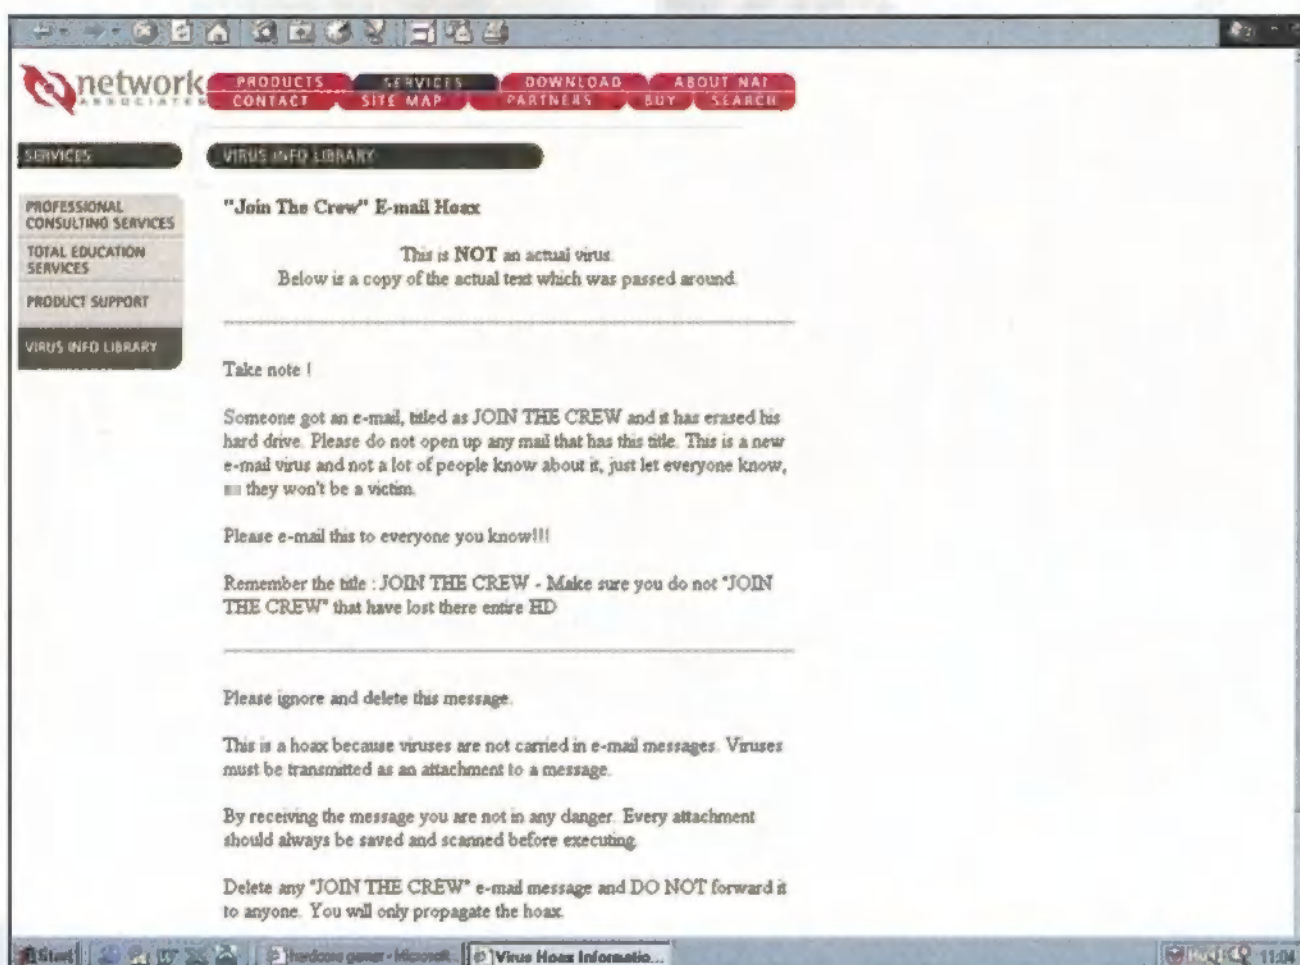 network
ASSOCIATES
PRODUCTS SERVICES DOWNLOAD ABOUT NAI
CONTACT SITE MAP PARTNERS BUY SEARCH
SERVICES
VIRUS INFO LIBRARY
PROFESSIONAL
CONSULTING SERVICES
TOTAL EDUCATION
SERVICES
PRODUCT SUPPORT
VIRUS INFO LIBRARY
"Join The Crew" E-mail Hoax
This is NOT an actual virus.
Below is a copy of the actual text which was passed around.
Take note !
Someone got an e-mail, titled as JOIN THE CREW and it has erased his
hard drive. Please do not open up any mail that has this title. This is a new
e-mail virus and not a lot of people know about it, just let everyone know,
they won't be a victim.
Please e-mail this to everyone you know!!!
Remember the title : JOIN THE CREW - Make sure you do not "JOIN
THE CREW" that have lost there entire HD
Please ignore and delete this message.
This is a hoax because viruses are not carried in e-mail messages. Viruses
must be transmitted as an attachment to a message.
By receiving the message you are not in any danger. Every attachment
should always be saved and scanned before executing.
Delete any "JOIN THE CREW" e-mail message and DO NOT forward it
to anyone. You will only propagate the hoax.
Start hardcore gamer - Microsoft... Virus Hoax Informatio... 11:04